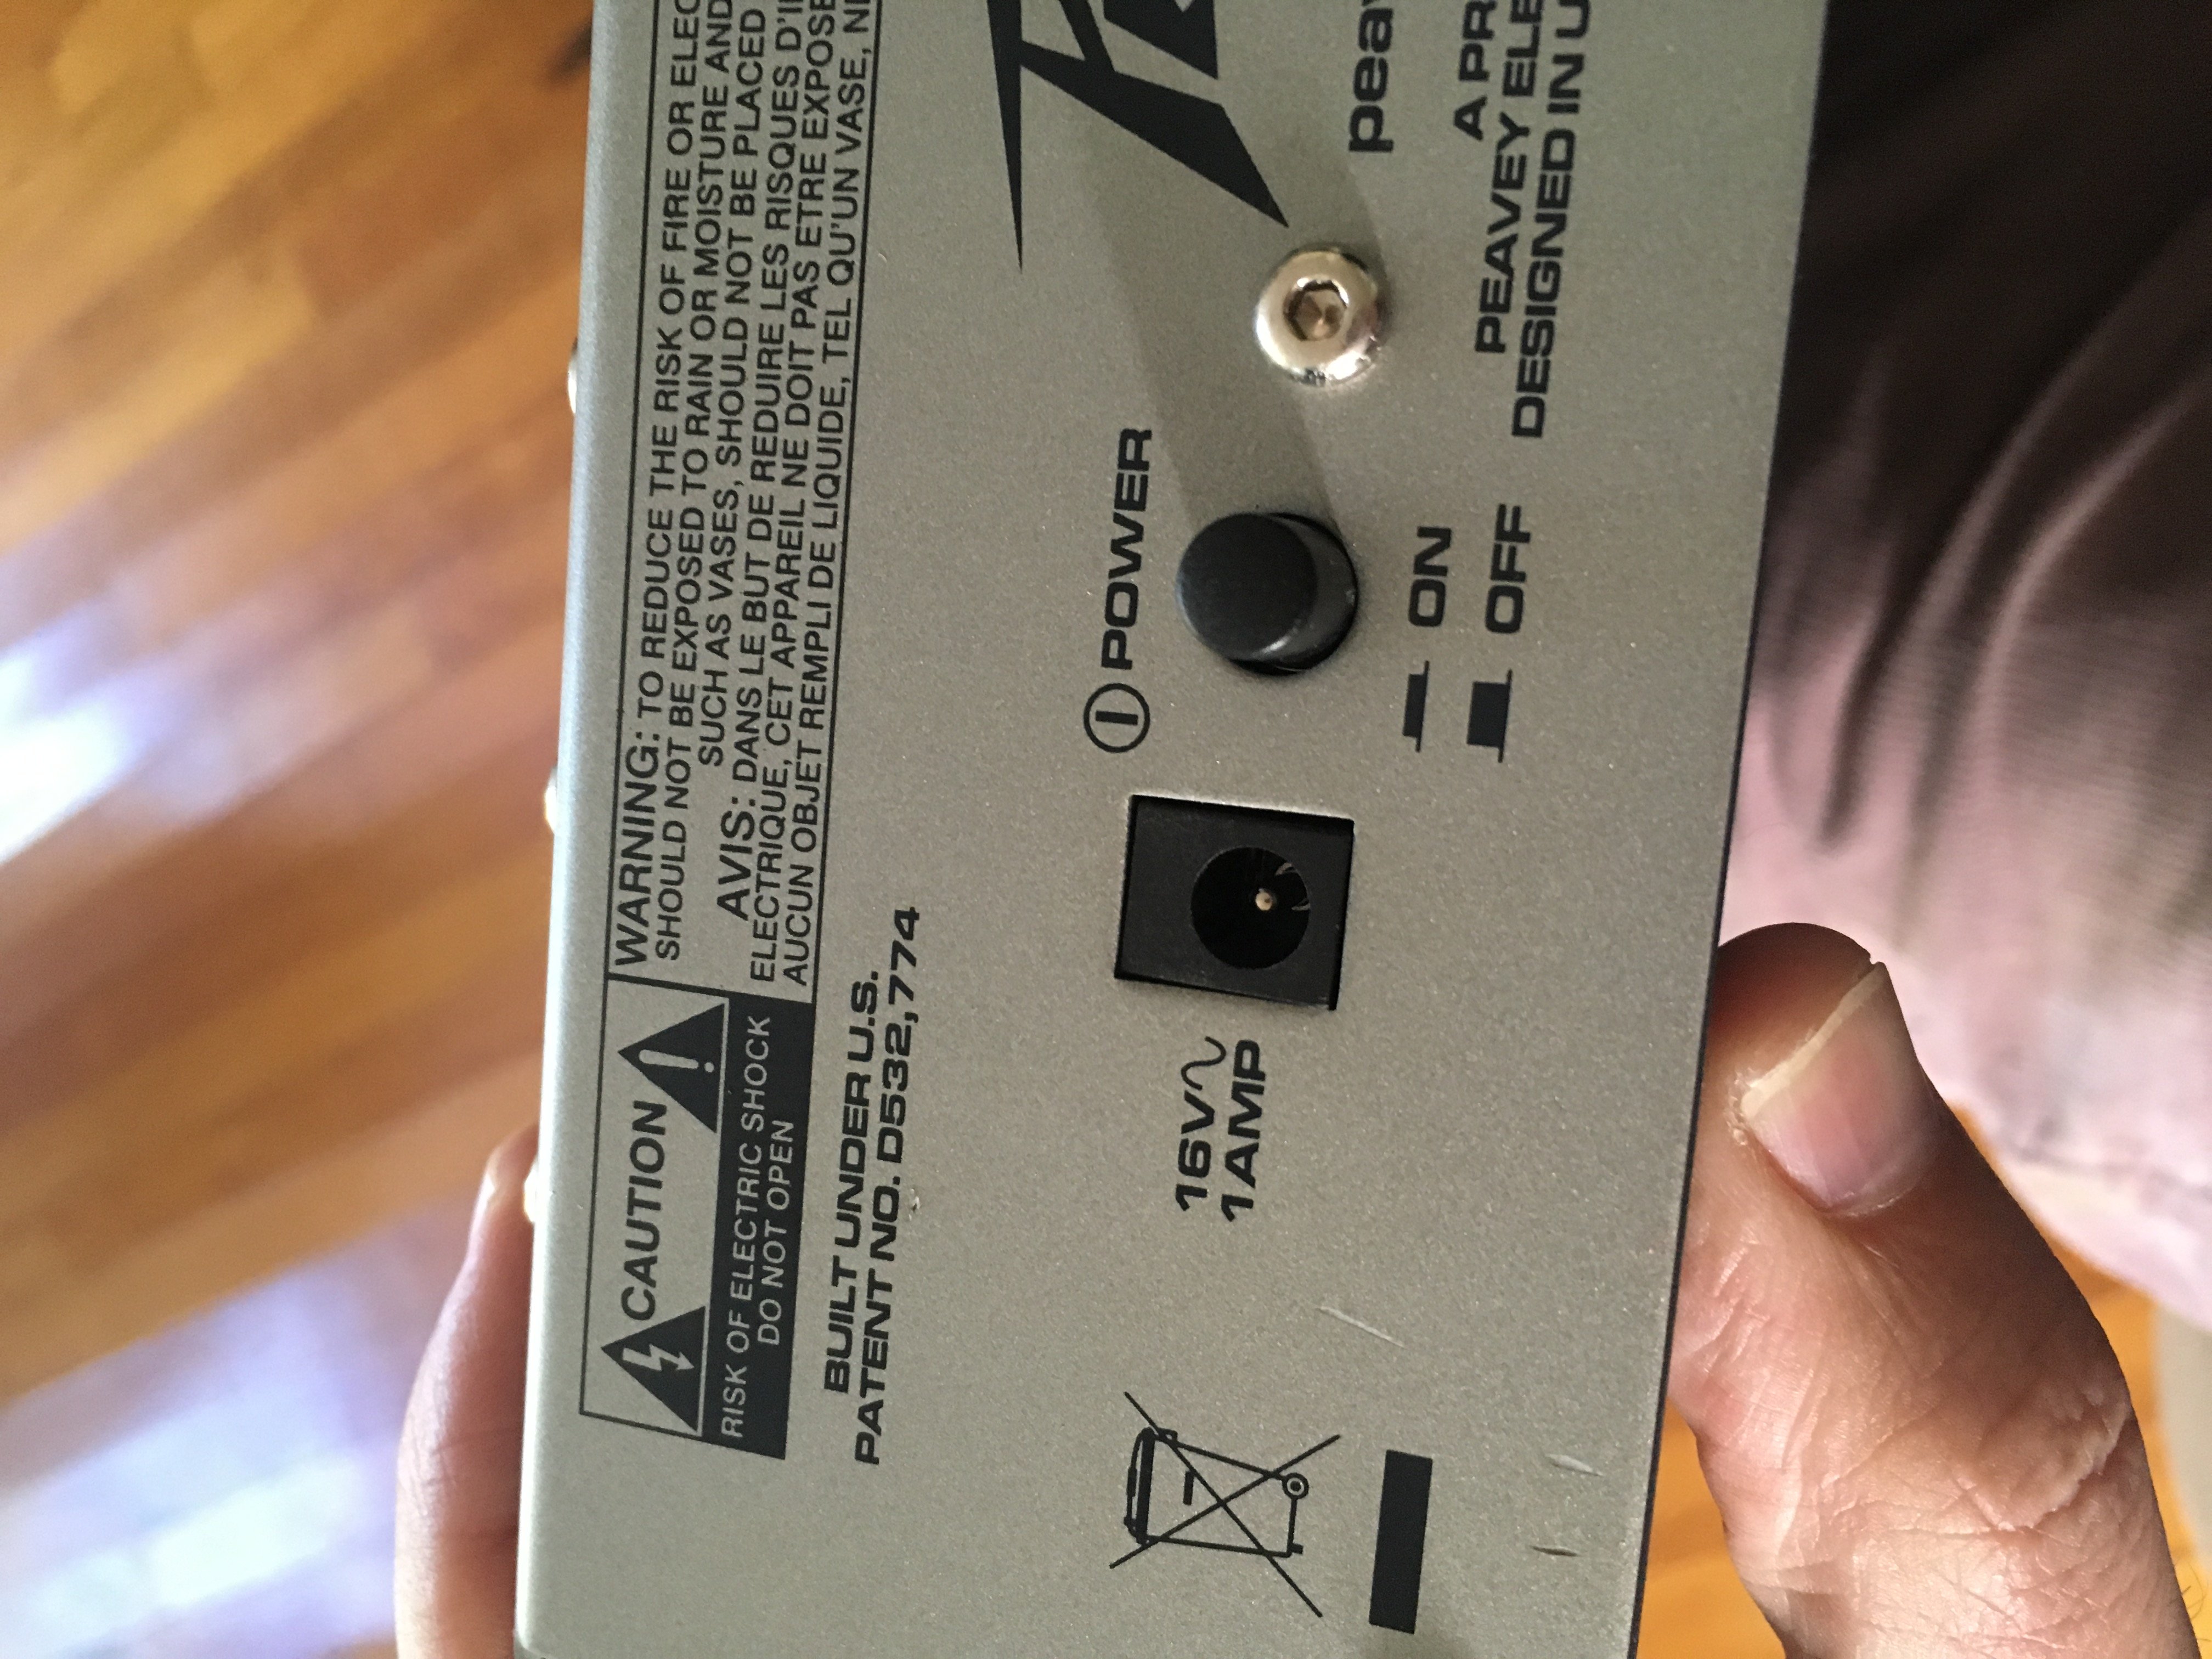 CAUTION
RISK OF ELECTRIC SHOCK
DO NOT OPEN
WARNING: TO REDUCE THE RISK OF FIRE OR
SHOULD NOT BE EXPOSED TO RAIN OR MOISTURE AND
SUCH AS VASES, SHOULD NOT BE PLACED
AVIS: DANS LE BUT DE REDUIRE LES RISQUES
ELECTRIQUE, CET APPAREIL NE DOIT PAS ETRE
AUCUN OBJET REMPLI DE LIQUIDE, TEL QU'UN VASE,
BUILT UNDER U.S.
PATENT NO. D532,774
16V
1AMP
POWER
ON
OFF
A
PEAVEY
DESIGNED IN